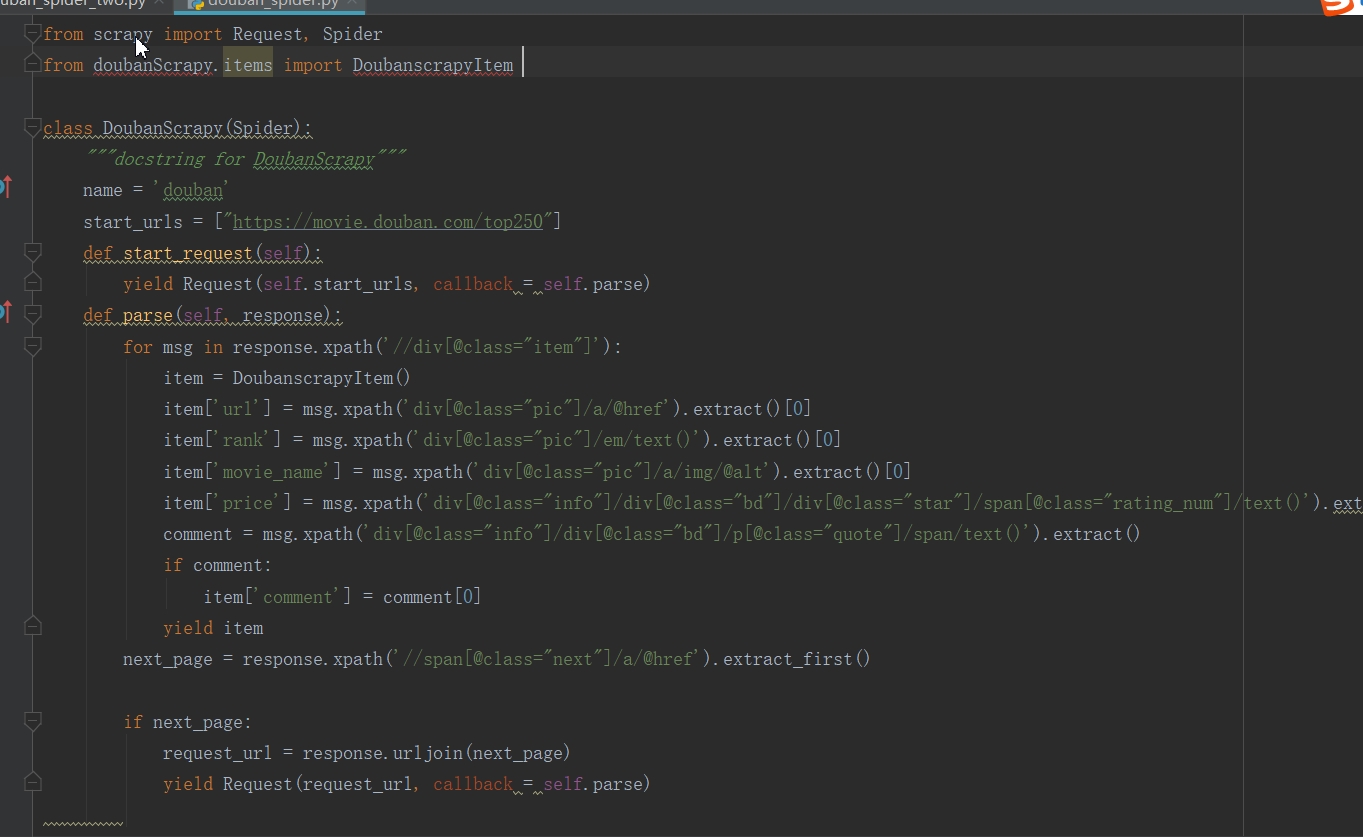 uban_spider_two.py douban_spider.py
from scrapy import Request, Spider
from doubanScrapy.items import DoubanscrapyItem
class DoubanScrapy(Spider):
"""docstring for DoubanScrapy"""
name = 'douban'
start_urls = ["https://movie.douban.com/top250"]
def start_request(self):
yield Request(self.start_urls, callback = self.parse)
def parse(self, response):
for msg in response.xpath('//div[@class="item"]'):
item = DoubanscrapyItem()
item['url'] = msg.xpath('div[@class="pic"]/a/@href').extract()[0]
item['rank'] = msg.xpath('div[@class="pic"]/em/text()').extract()[0]
item['movie_name'] = msg.xpath('div[@class="pic"]/a/img/@alt').extract()[0]
item['price'] = msg.xpath('div[@class="info"]/div[@class="bd"]/div[@class="star"]/span[@class="rating_num"]/text()').ext
comment = msg.xpath('div[@class="info"]/div[@class="bd"]/p[@class="quote"]/span/text()').extract()
if comment:
item['comment'] = comment[0]
yield item
next_page = response.xpath('//span[@class="next"]/a/@href').extract_first()
if next_page:
request_url = response.urljoin(next_page)
yield Request(request_url, callback = self.parse)